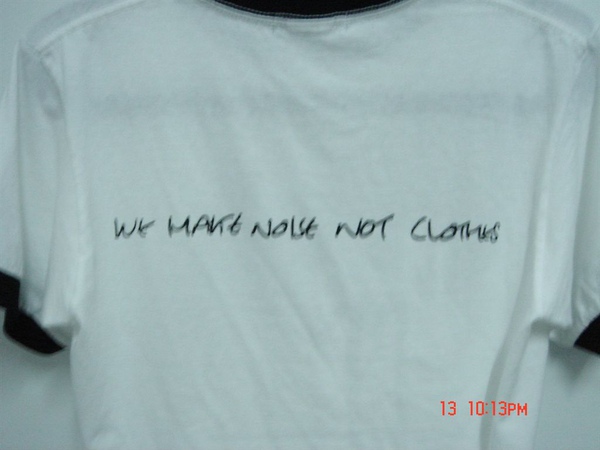 WE MAKE NOISE NOT CLOTHES
13 10:13PM